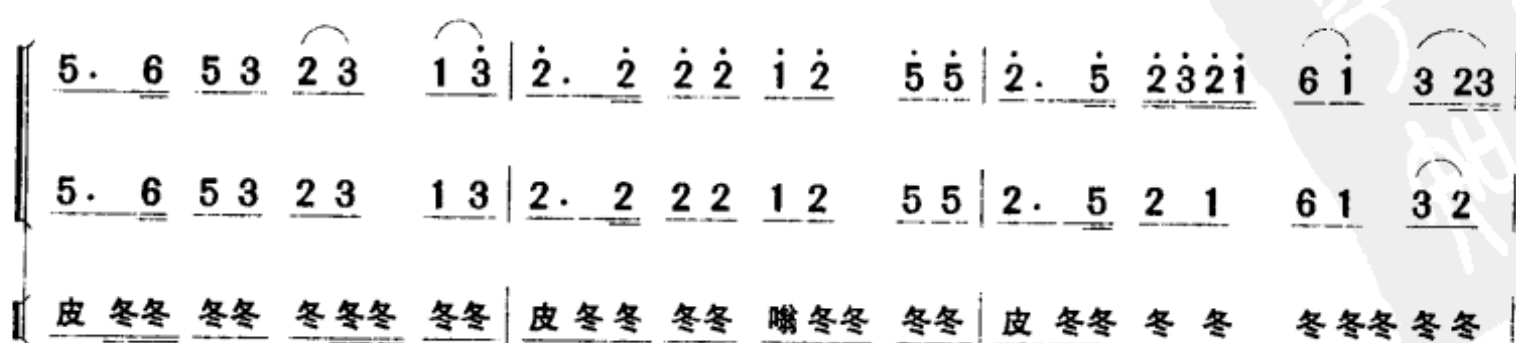 5. 6 5 3 2 3 1 3̇ | 2̇. 2̇ 2̇ 2̇ 1̇ 2̇ 5̇ 5̇ | 2̇. 5̇ 2̇3̇2̇1̇ 6 1̇ 3 23
5. 6 5 3 2 3 1 3 | 2. 2 2 2 1 2 5 5 | 2. 5 2 1 6 1 3 2
皮 冬冬 冬冬 冬 冬冬 冬冬 | 皮 冬冬 冬冬 嗞 冬冬 冬冬 | 皮 冬冬 冬 冬 冬 冬冬 冬冬